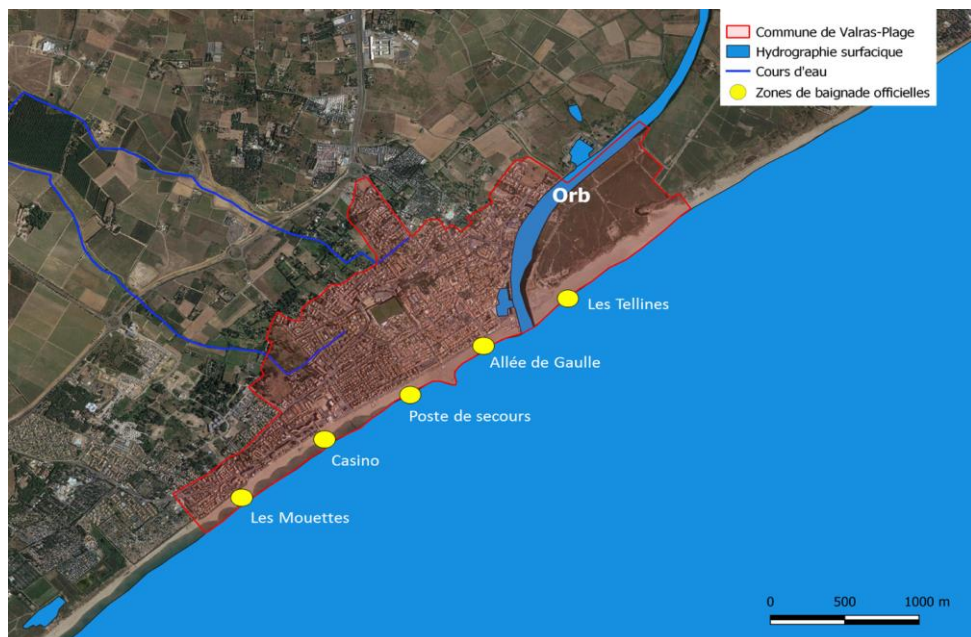 Commune de Valras-Plage
Hydrographie surfacique
Cours d'eau
Zones de baignade officielles
Orb
Les Tellines
Allée de Gaulle
Poste de secours
Casino
Les Mouettes
0 500 1000 m